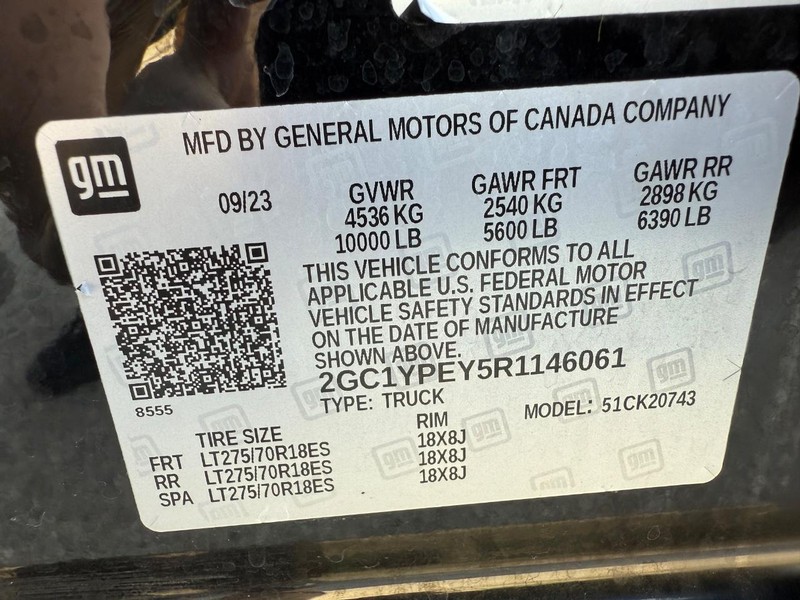 MFD BY GENERAL MOTORS OF CANADA COMPANY
gm
09/23
GVWR
4536 KG
10000 LB
GAWR FRT
2540 KG
5600 LB
GAWR RR
2898 KG
6390 LB
THIS VEHICLE CONFORMS TO ALL
APPLICABLE U.S. FEDERAL MOTOR
VEHICLE SAFETY STANDARDS IN EFFECT
ON THE DATE OF MANUFACTURE
SHOWN ABOVE.
2GC1YPEY5R1146061
8555
TYPE: TRUCK
MODEL: 51CK20743
TIRE SIZE RIM
FRT LT275/70R18ES 18X8J
RR LT275/70R18ES 18X8J
SPA LT275/70R18ES 18X8J